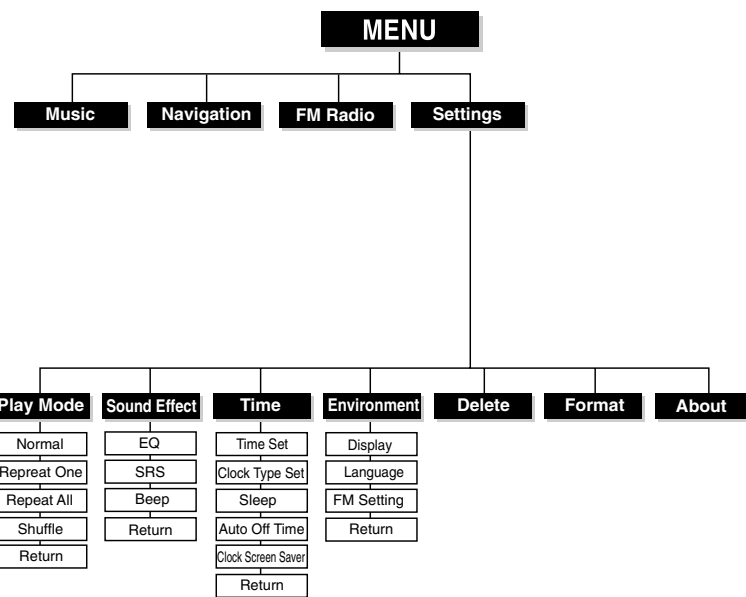 MENU
Music
Navigation
FM Radio
Settings
Play Mode
Sound Effect
Time
Environment
Delete
Format
About
Normal
Repreat One
Repeat All
Shuffle
Return
EQ
SRS
Beep
Return
Time Set
Clock Type Set
Sleep
Auto Off Time
Clock Screen Saver
Return
Display
Language
FM Setting
Return